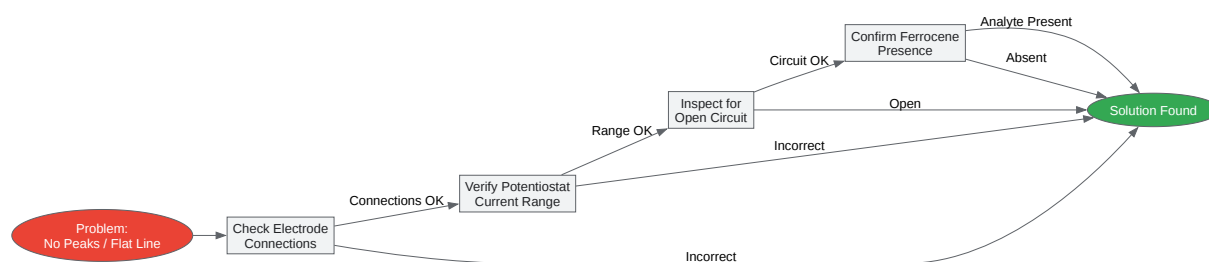 Problem:
No Peaks / Flat Line
Check Electrode
Connections
Connections OK
Incorrect
Verify Potentiostat
Current Range
Range OK
Incorrect
Inspect for
Open Circuit
Circuit OK
Open
Confirm Ferrocene
Presence
Analyte Present
Absent
Solution Found